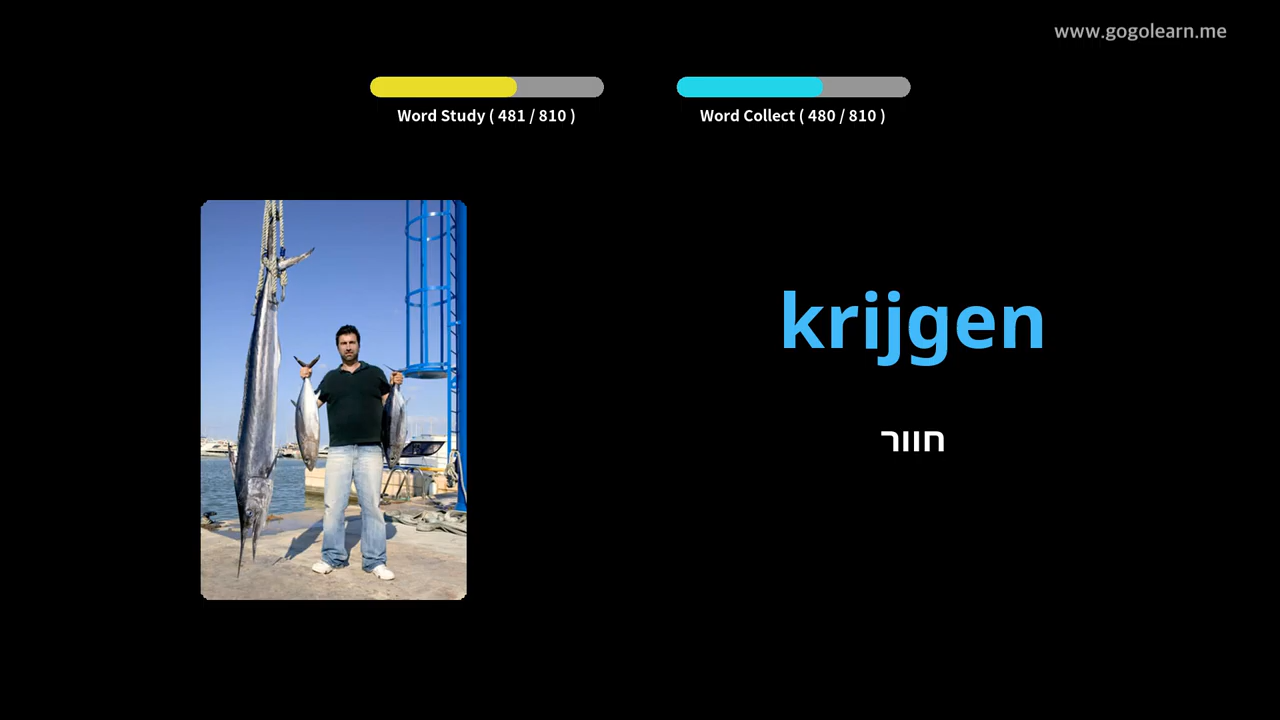 www.gogolearn.me
Word Study ( 481 / 810 )
Word Collect ( 480 / 810 )
krijgen
חוור